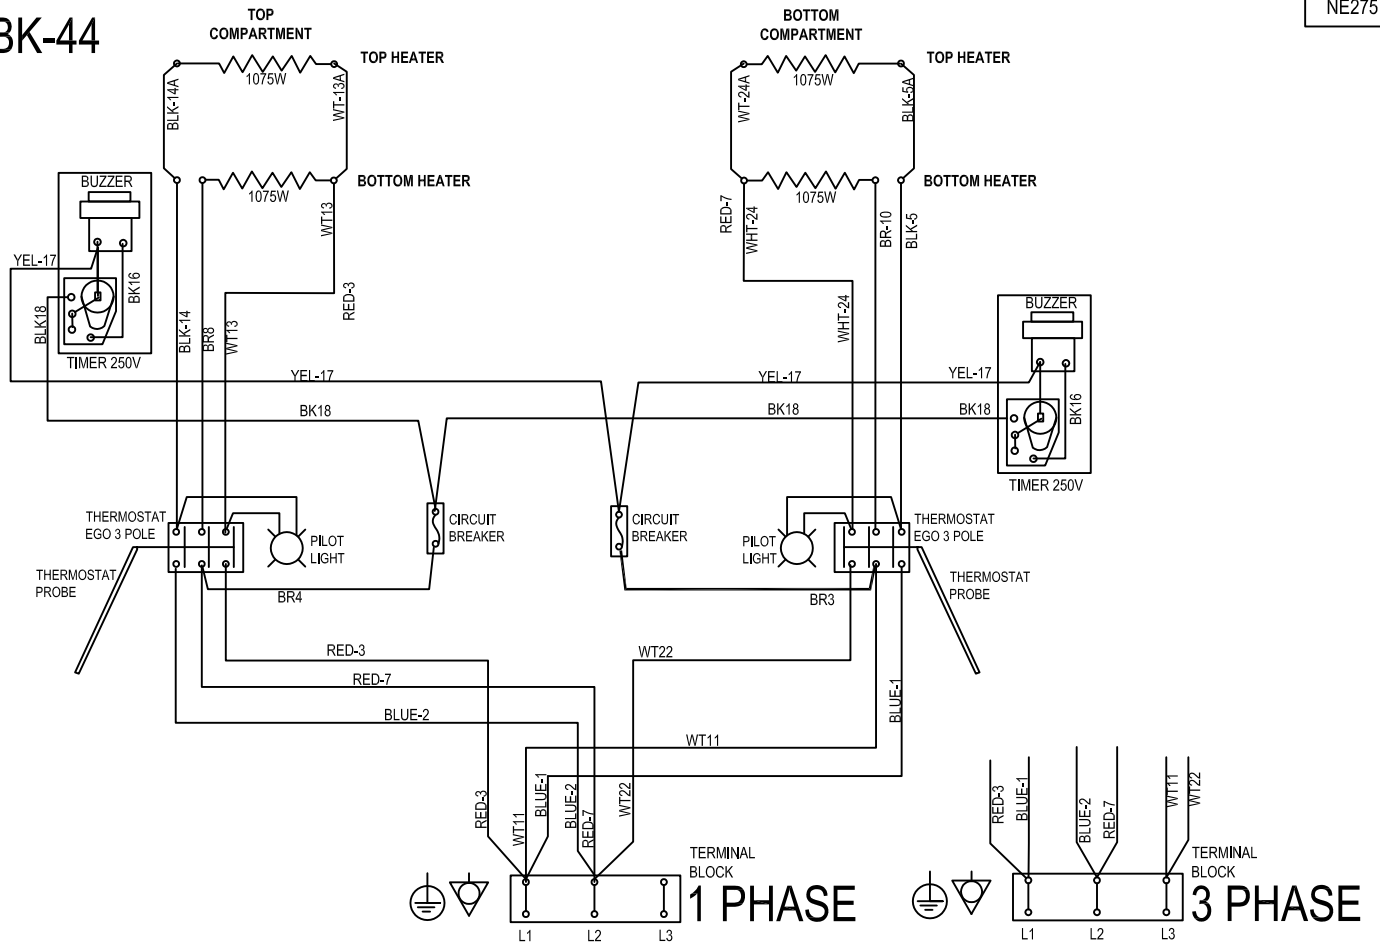 BK-44
NE275
TOP
COMPARTMENT
BOTTOM
COMPARTMENT
TOP HEATER
TOP HEATER
1075W
1075W
BLK-14A
WT-13A
WT-24A
BLK-5A
BOTTOM HEATER
BOTTOM HEATER
1075W
1075W
BUZZER
WT13
RED-7
WHT-24
BR-10
BLK-5
YEL-17
BK16
BLK18
TIMER 250V
BLK-14
BR8
WT13
RED-3
WHT-24
BUZZER
YEL-17
YEL-17
YEL-17
BK18
BK18
BK18
BK16
TIMER 250V
THERMOSTAT
EGO 3 POLE
PILOT
LIGHT
CIRCUIT
BREAKER
CIRCUIT
BREAKER
PILOT
LIGHT
THERMOSTAT
EGO 3 POLE
THERMOSTAT
PROBE
THERMOSTAT
PROBE
BR4
BR3
RED-3
WT22
RED-7
BLUE-2
BLUE-1
WT11
RED-3
WT11
BLUE-1
BLUE-2
RED-7
WT22
RED-3
BLUE-1
BLUE-2
RED-7
WT11
WT22
TERMINAL
BLOCK
1 PHASE
TERMINAL
BLOCK
3 PHASE
L1
L2
L3
L1
L2
L3